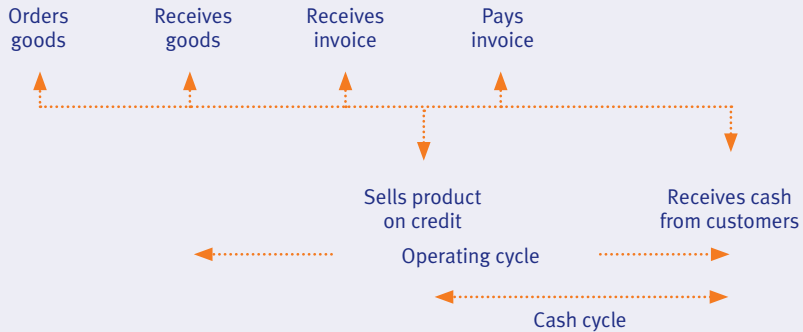 Orders
goods
Receives
goods
Receives
invoice
Pays
invoice
Sells product
on credit
Receives cash
from customers
Operating cycle
Cash cycle